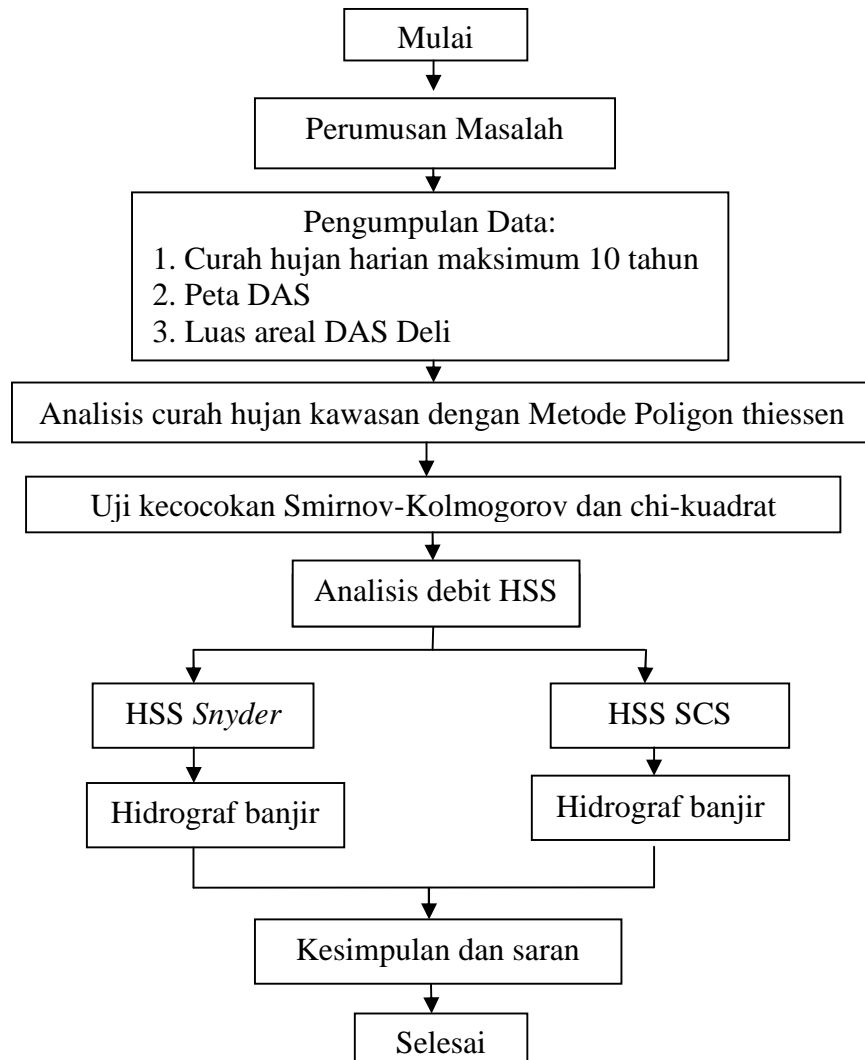 Mulai
Perumusan Masalah
Pengumpulan Data:
1. Curah hujan harian maksimum 10 tahun
2. Peta DAS
3. Luas areal DAS Deli
Analisis curah hujan kawasan dengan Metode Poligon thiessen
Uji kecocokan Smirnov-Kolmogorov dan chi-kuadrat
Analisis debit HSS
HSS Snyder
HSS SCS
Hidrograf banjir
Hidrograf banjir
Kesimpulan dan saran
Selesai